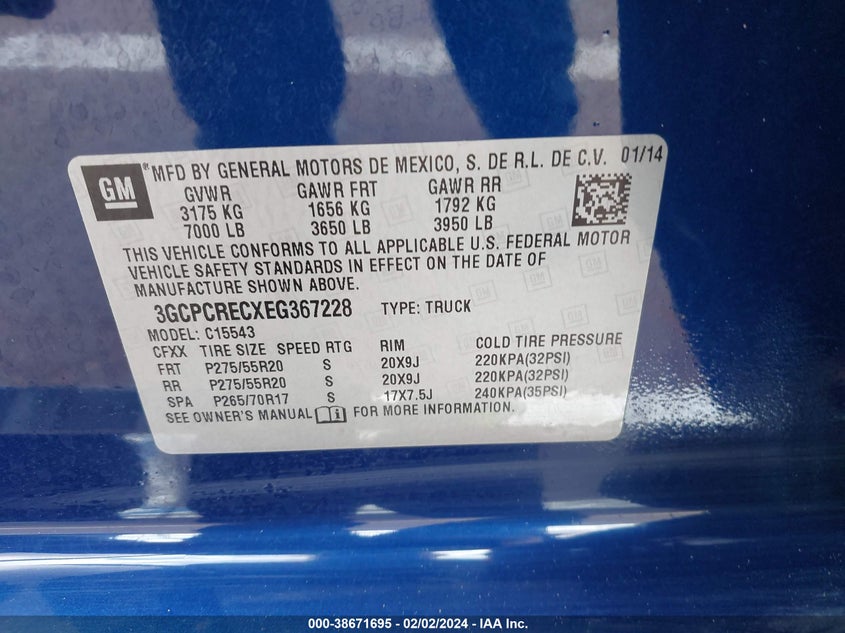 GM ® MFD BY GENERAL MOTORS DE MEXICO, S. DE R.L. DE C.V. 01/14
GVWR GAWR FRT GAWR RR
3175 KG 1656 KG 1792 KG
7000 LB 3650 LB 3950 LB
THIS VEHICLE CONFORMS TO ALL APPLICABLE U.S. FEDERAL MOTOR
VEHICLE SAFETY STANDARDS IN EFFECT ON THE DATE OF
MANUFACTURE SHOWN ABOVE.
3GCPCRECXEG367228 TYPE: TRUCK
MODEL: C15543
CFXX TIRE SIZE SPEED RTG RIM COLD TIRE PRESSURE
FRT P275/55R20 S 20X9J 220KPA(32PSI)
RR P275/55R20 S 20X9J 220KPA(32PSI)
SPA P265/70R17 S 17X7.5J 240KPA(35PSI)
SEE OWNER'S MANUAL FOR MORE INFORMATION.
000-38671695 - 02/02/2024 - IAA Inc.